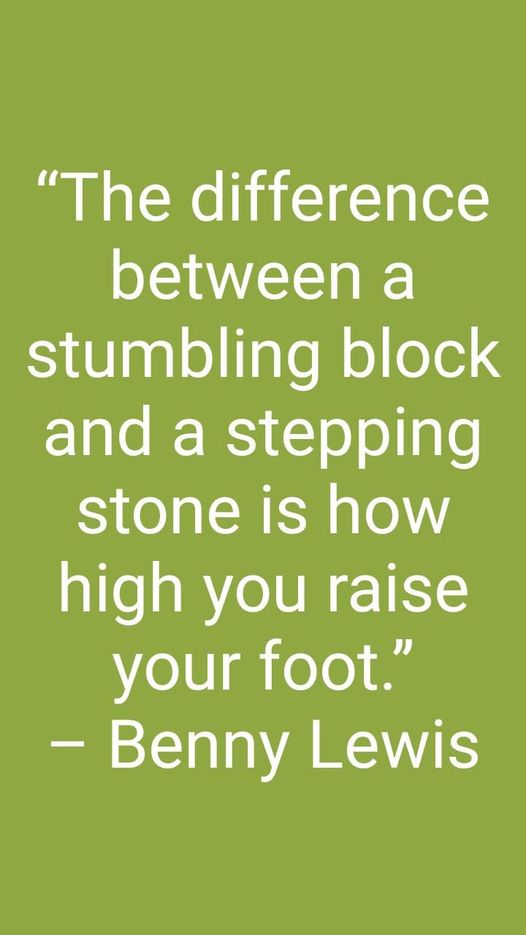 “The difference
between a
stumbling block
and a stepping
stone is how
high you raise
your foot.”
– Benny Lewis